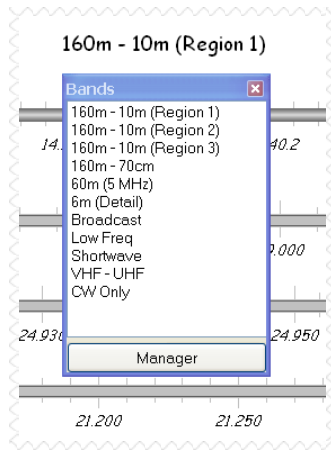 160m - 10m (Region 1)
Bands
160m - 10m (Region 1)
160m - 10m (Region 2)
160m - 10m (Region 3)
160m - 70cm
60m (5 MHz)
6m (Detail)
Broadcast
Low Freq
Shortwave
VHF - UHF
CW Only
Manager
24.950
21.200 21.250